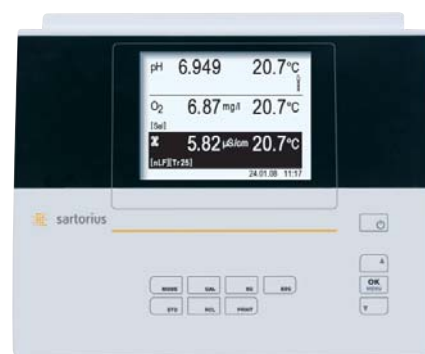 pH 6.949 20.7°C
O2 6.87 mg/l 20.7°C
[Sal]
ϰ 5.82 µS/cm 20.7°C
[nLF][Tr25]
24.01.08 11:17
sartorius
OK
MENU
MODE CAL
STO RCL PRINT